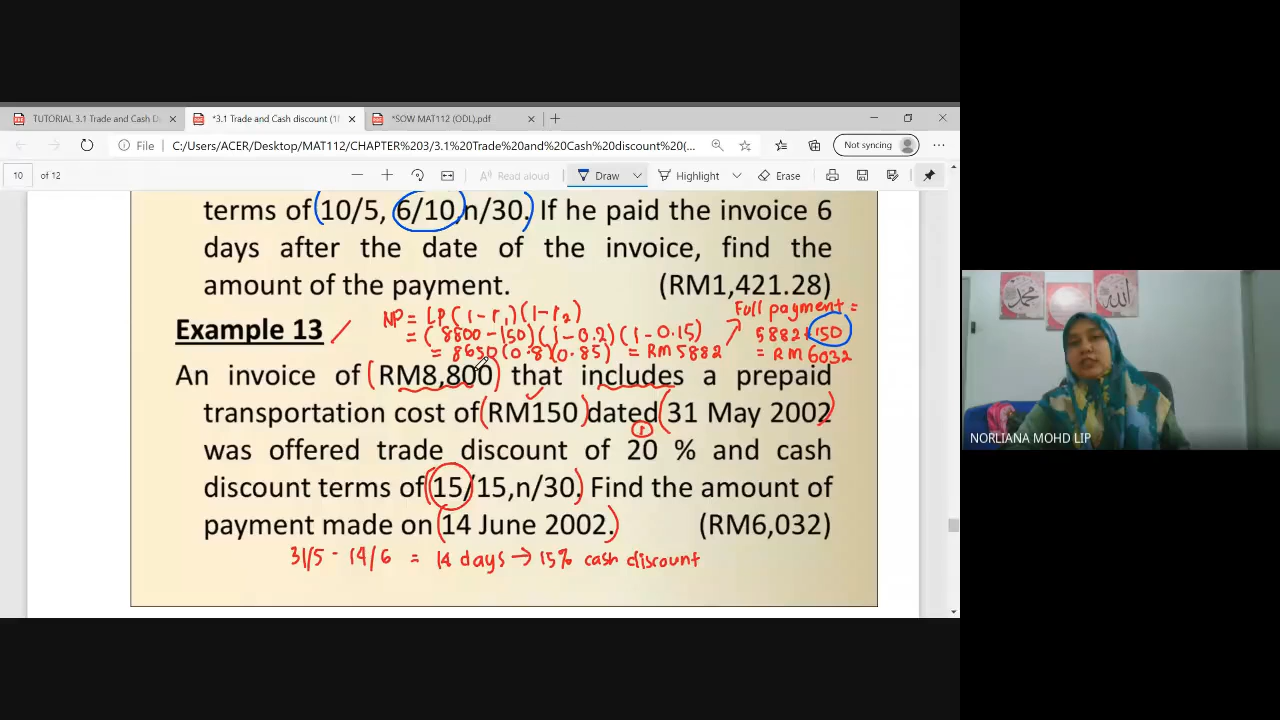 TUTORIAL 3.1 Trade and Cash D
*3.1 Trade and Cash discount (1
*SOW MAT112 (ODL).pdf
File
C:/Users/ACER/Desktop/MAT112/CHAPTER%203/3.1%20Trade%20and%20Cash%20discount%20(...
Not syncing
10 of 12
Read aloud
Draw
Highlight
Erase
terms of (10/5, 6/10, n/30). If he paid the invoice 6
days after the date of the invoice, find the
amount of the payment. (RM1,421.28)
NP = LP(1-r₁)(1-r₂)
= (8800-150)(1-0.2)(1-0.15)
= 8650(0.8)(0.85) = RM 5882
Full payment =
5882+150
= RM 6032
Example 13
An invoice of (RM8,800) that includes a prepaid
transportation cost of (RM150) dated (31 May 2002)
was offered trade discount of 20 % and cash
discount terms of (15/15,n/30.) Find the amount of
payment made on (14 June 2002.) (RM6,032)
31/5 - 14/6 = 14 days → 15% cash discount
NORLIANA MOHD LIP
محمد
الله